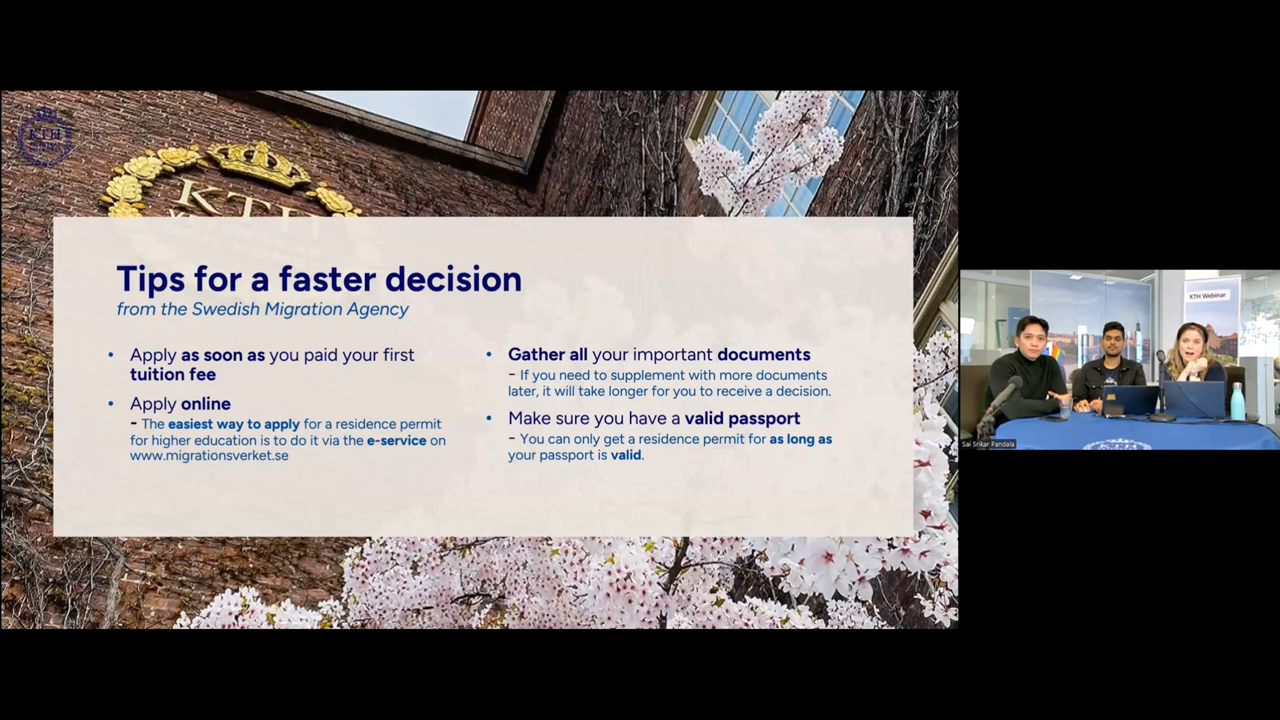 KTH
KTH
Tips for a faster decision
from the Swedish Migration Agency
• Apply as soon as you paid your first
tuition fee
• Apply online
- The easiest way to apply for a residence permit
for higher education is to do it via the e-service on
www.migrationsverket.se
• Gather all your important documents
- If you need to supplement with more documents
later, it will take longer for you to receive a decision.
• Make sure you have a valid passport
- You can only get a residence permit for as long as
your passport is valid.
KTH Webinar
Sai Srikar Pandala
KTH